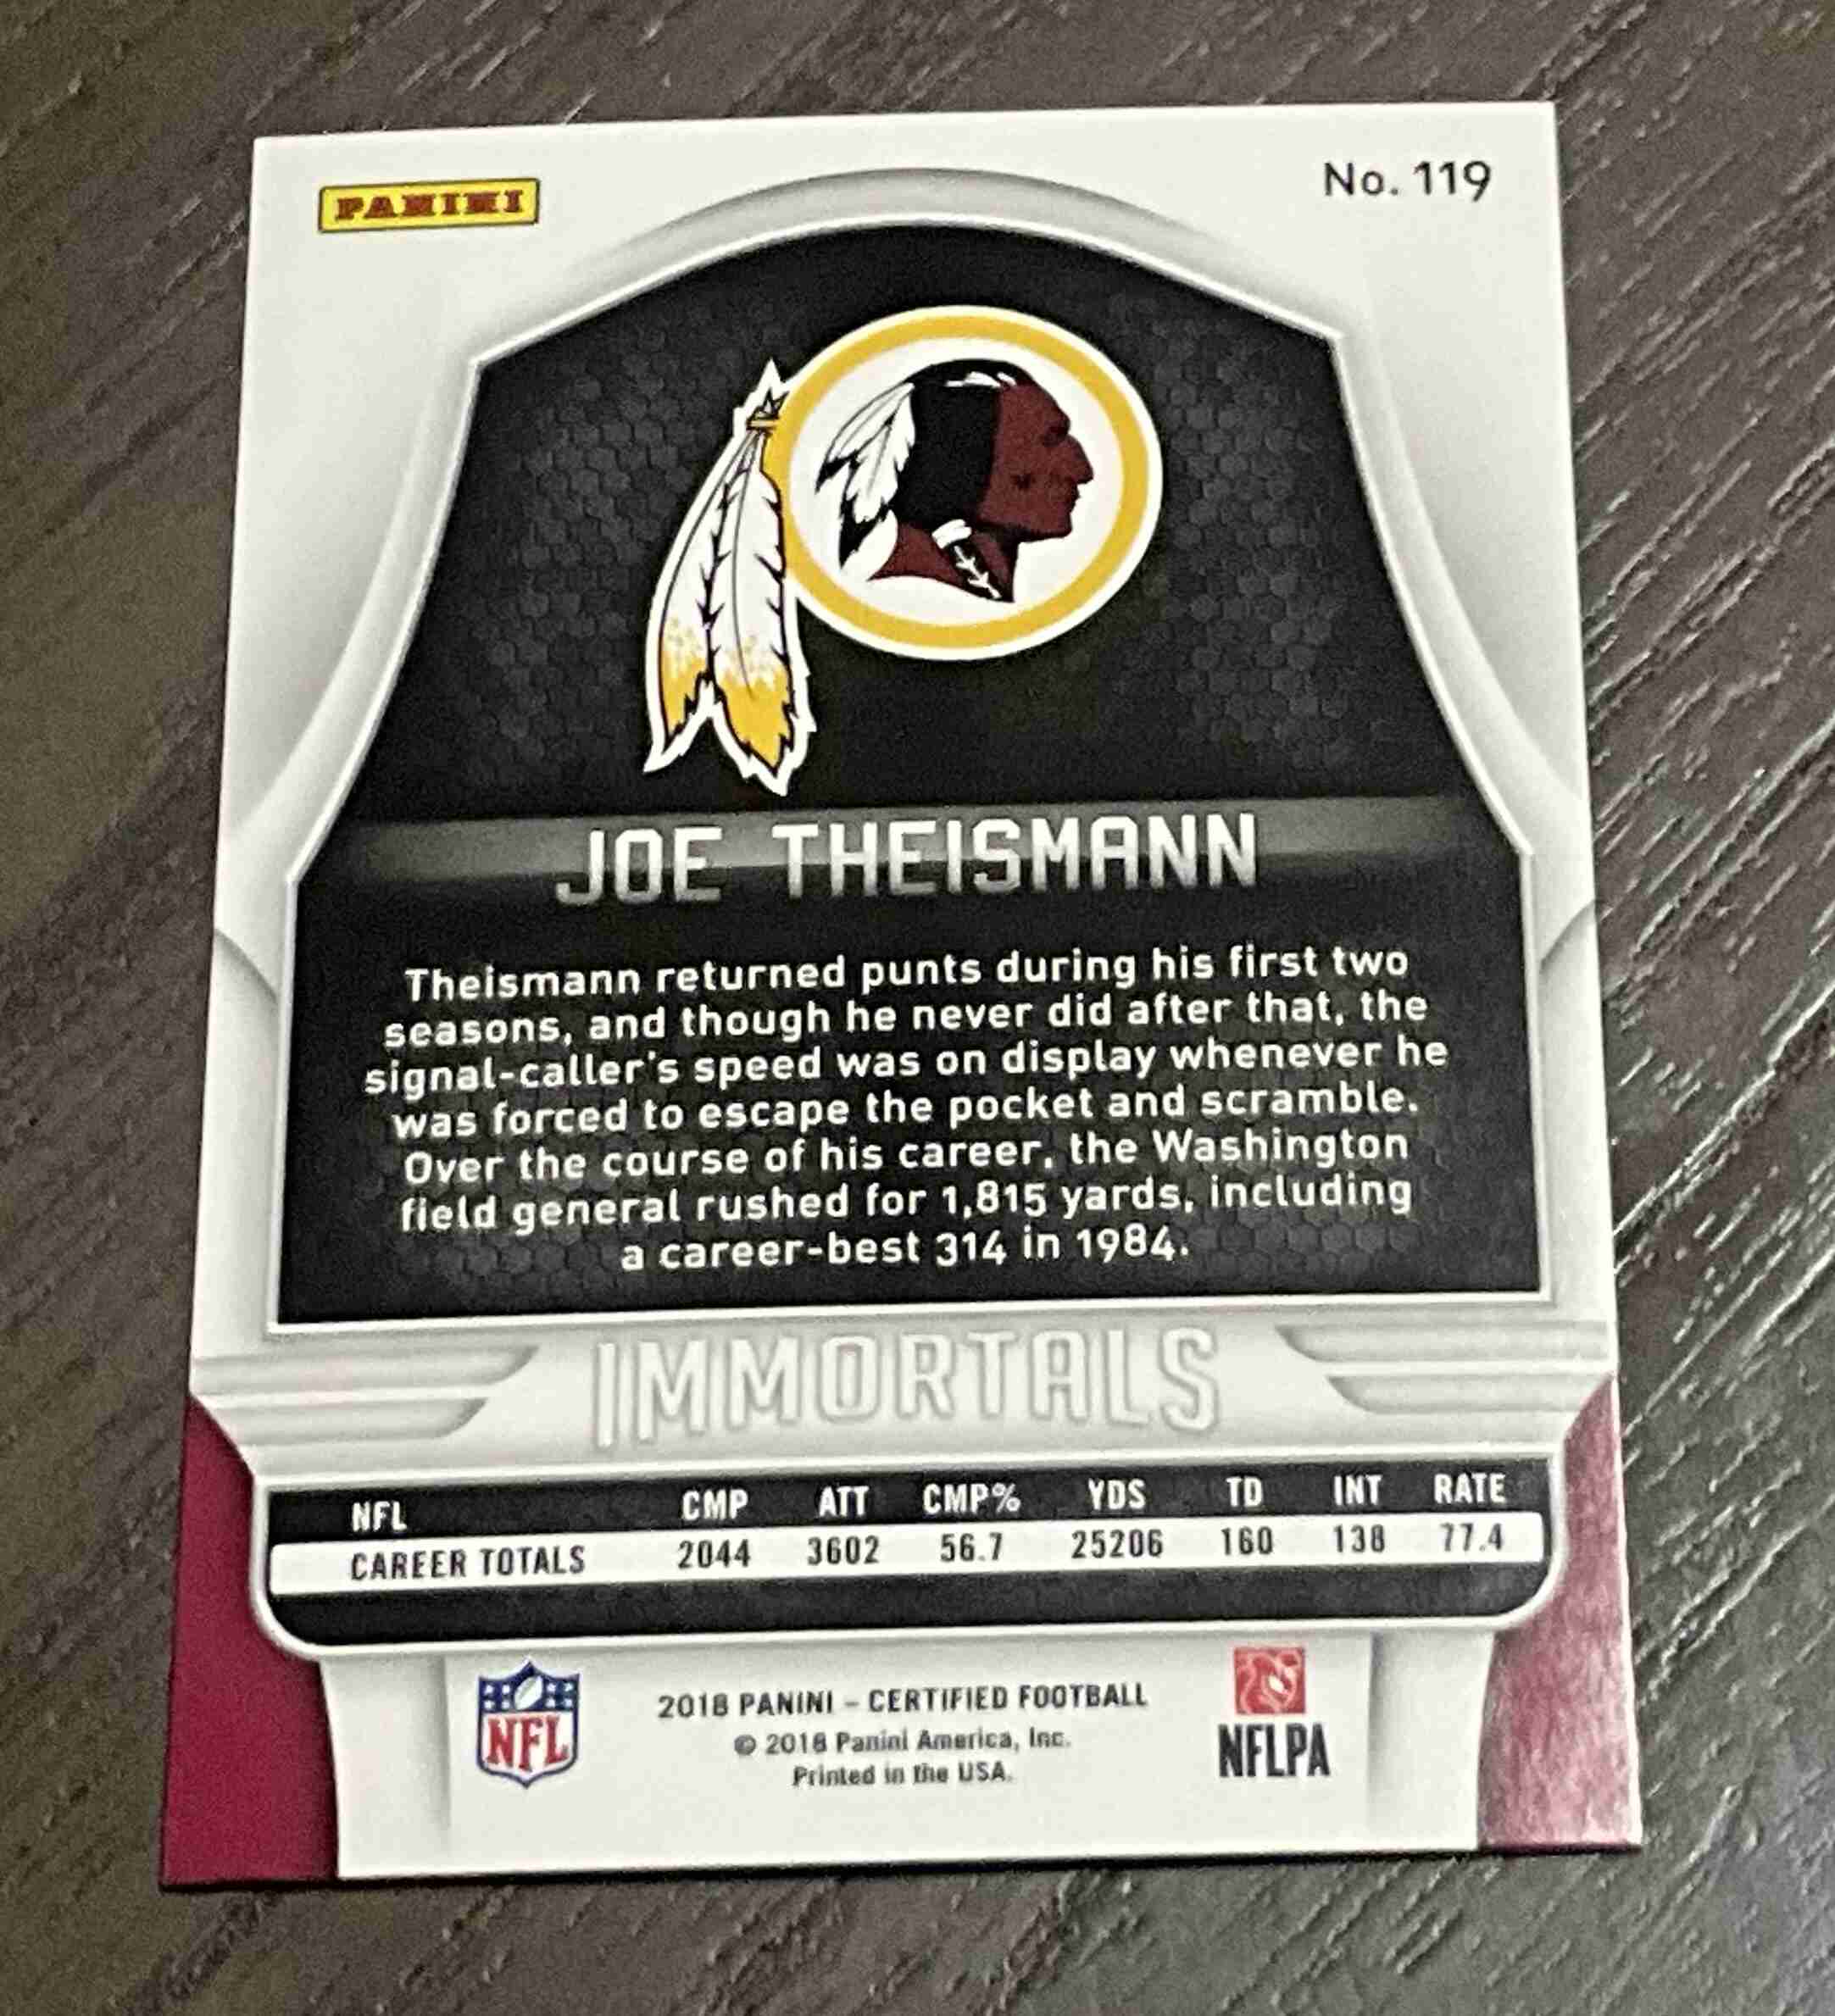 PANINI
No. 119
JOE THEISMANN
Theismann returned punts during his first two
seasons, and though he never did after that, the
signal-caller's speed was on display whenever he
was forced to escape the pocket and scramble.
Over the course of his career, the Washington
field general rushed for 1,815 yards, including
a career-best 314 in 1984.
IMMORTALS
NFL CMP ATT CMP% YDS TD INT RATE
CAREER TOTALS 2044 3602 56.7 25206 160 138 77.4
NFL
2018 PANINI – CERTIFIED FOOTBALL
© 2018 Panini America, Inc.
Printed in the USA.
NFLPA